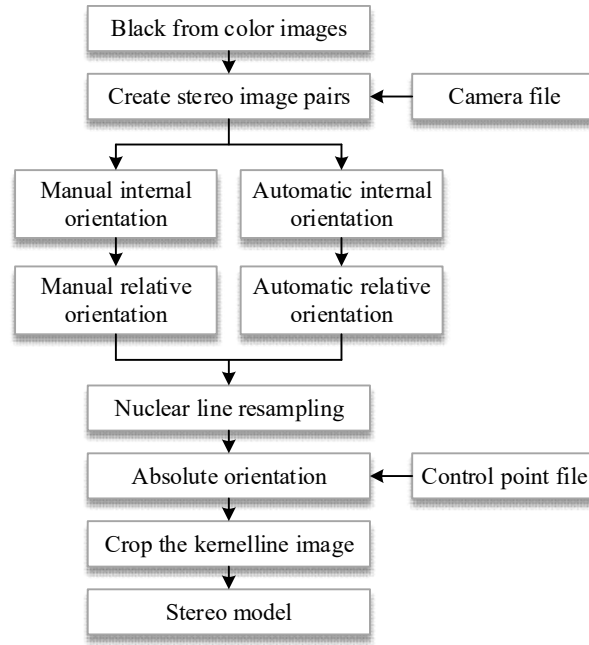 Black from color images
Create stereo image pairs
Camera file
Manual internal
orientation
Automatic internal
orientation
Manual relative
orientation
Automatic relative
orientation
Nuclear line resampling
Absolute orientation
Control point file
Crop the kernelline image
Stereo model